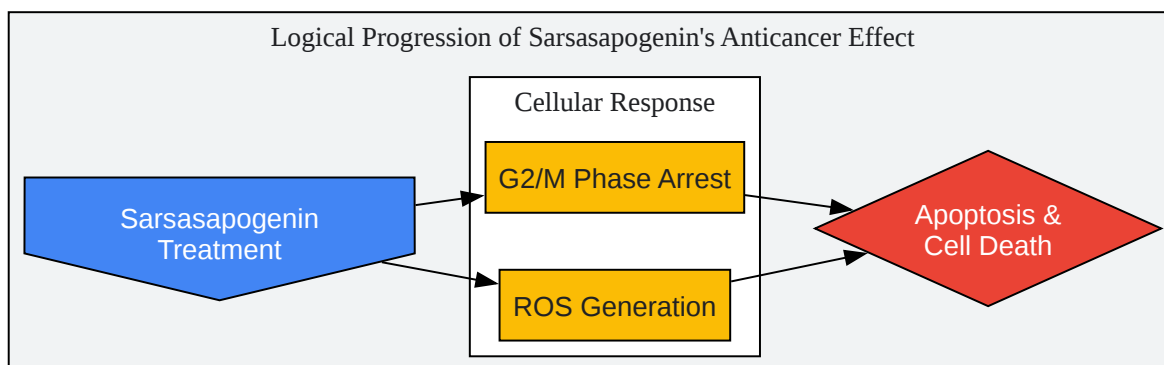 Logical Progression of Sarsasapogenin's Anticancer Effect
Cellular Response
Sarsasapogenin
Treatment
G2/M Phase Arrest
ROS Generation
Apoptosis &
Cell Death